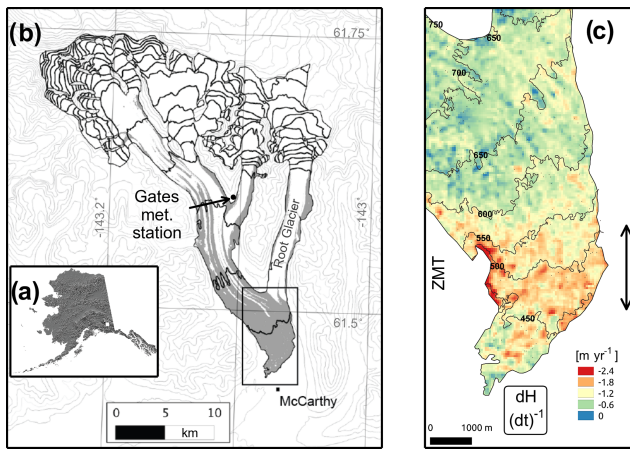 (b)
61.75°
Gates
met.
station
-143.2°
Root Glacier
-143°
(a)
61.5°
McCarthy
0 5 10
km
(c)
750
650
700
650
600
550
500
450
ZMT
[m yr-1]
-2.4
-1.8
-1.2
-0.6
0
dH
(dt)-1
0 1000 m